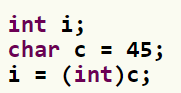 int i;
char c = 45;
i = (int)c;